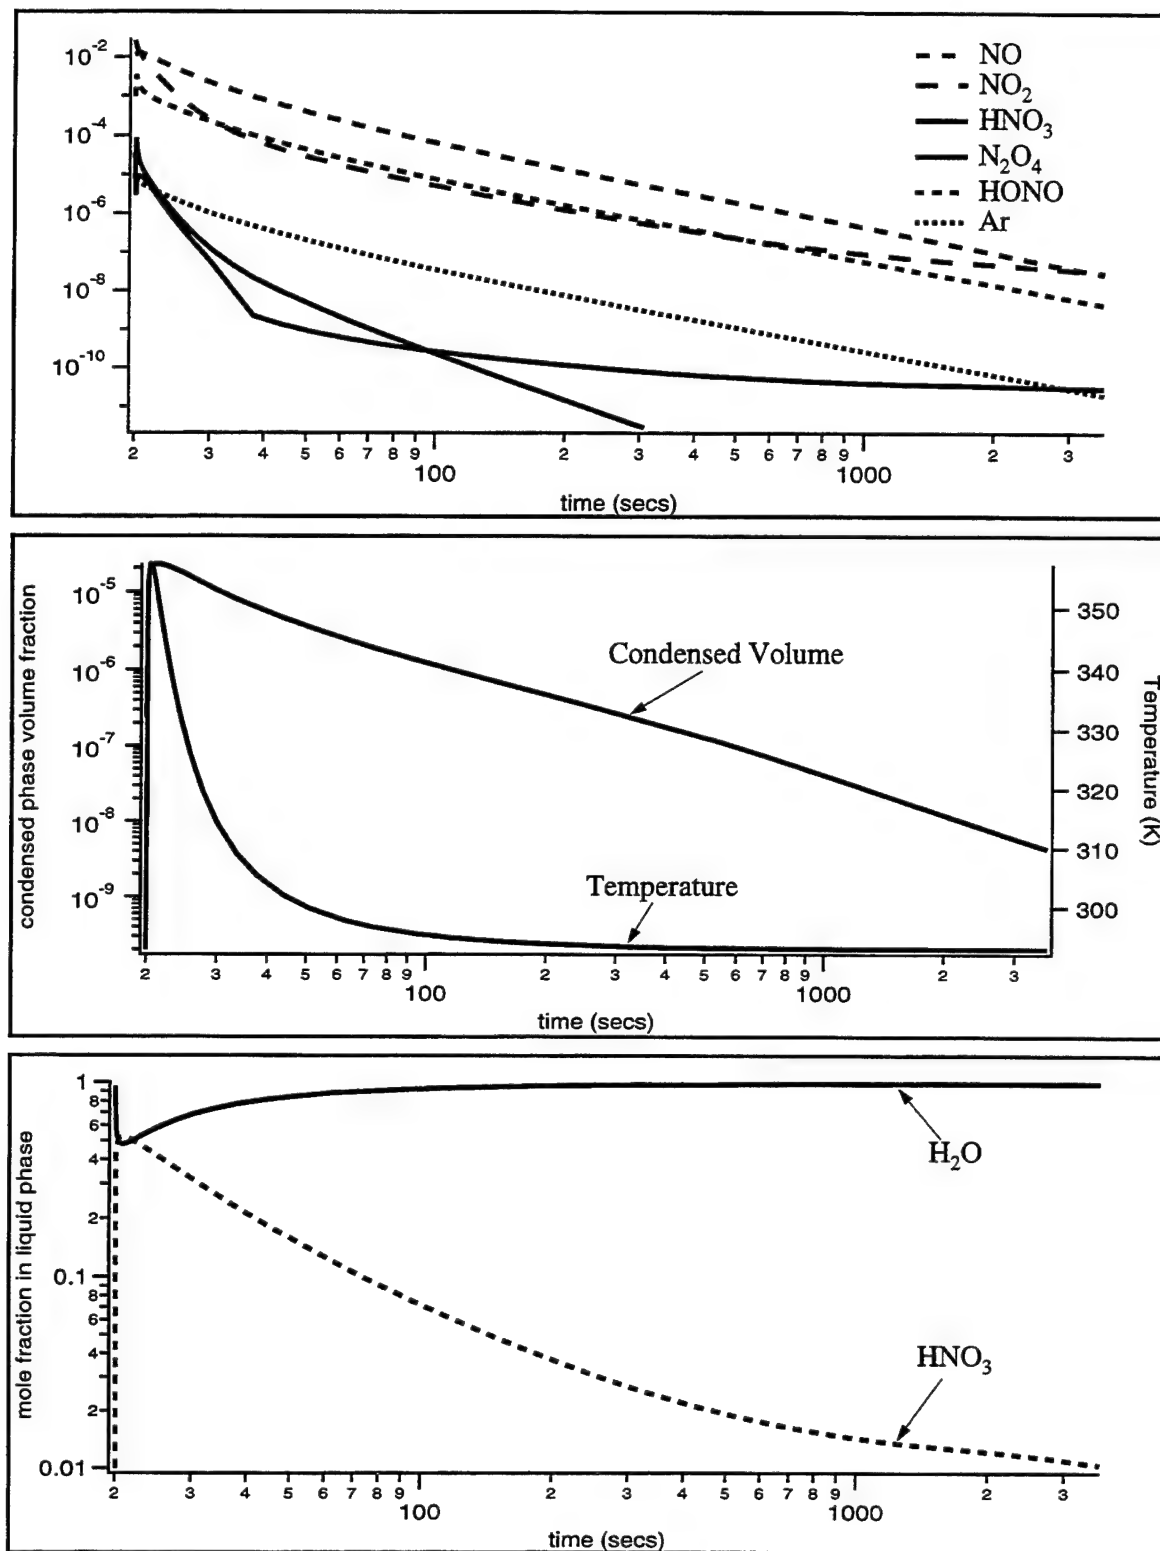 10⁻²
10⁻⁴
10⁻⁶
10⁻⁸
10⁻¹⁰
NO
NO₂
HNO₃
N₂O₄
HONO
Ar
2 3 4 5 6 7 8 9 100 2 3 4 5 6 7 8 9 1000 2 3
time (secs)
condensed phase volume fraction
10⁻⁵
10⁻⁶
10⁻⁷
10⁻⁸
10⁻⁹
Condensed Volume
Temperature
350
340
330
320
310
300
Temperature (K)
2 3 4 5 6 7 8 9 100 2 3 4 5 6 7 8 9 1000 2 3
time (secs)
mole fraction in liquid phase
1
8
6
4
2
0.1
8
6
4
2
0.01
H₂O
HNO₃
2 3 4 5 6 7 8 9 100 2 3 4 5 6 7 8 9 1000 2 3
time (secs)